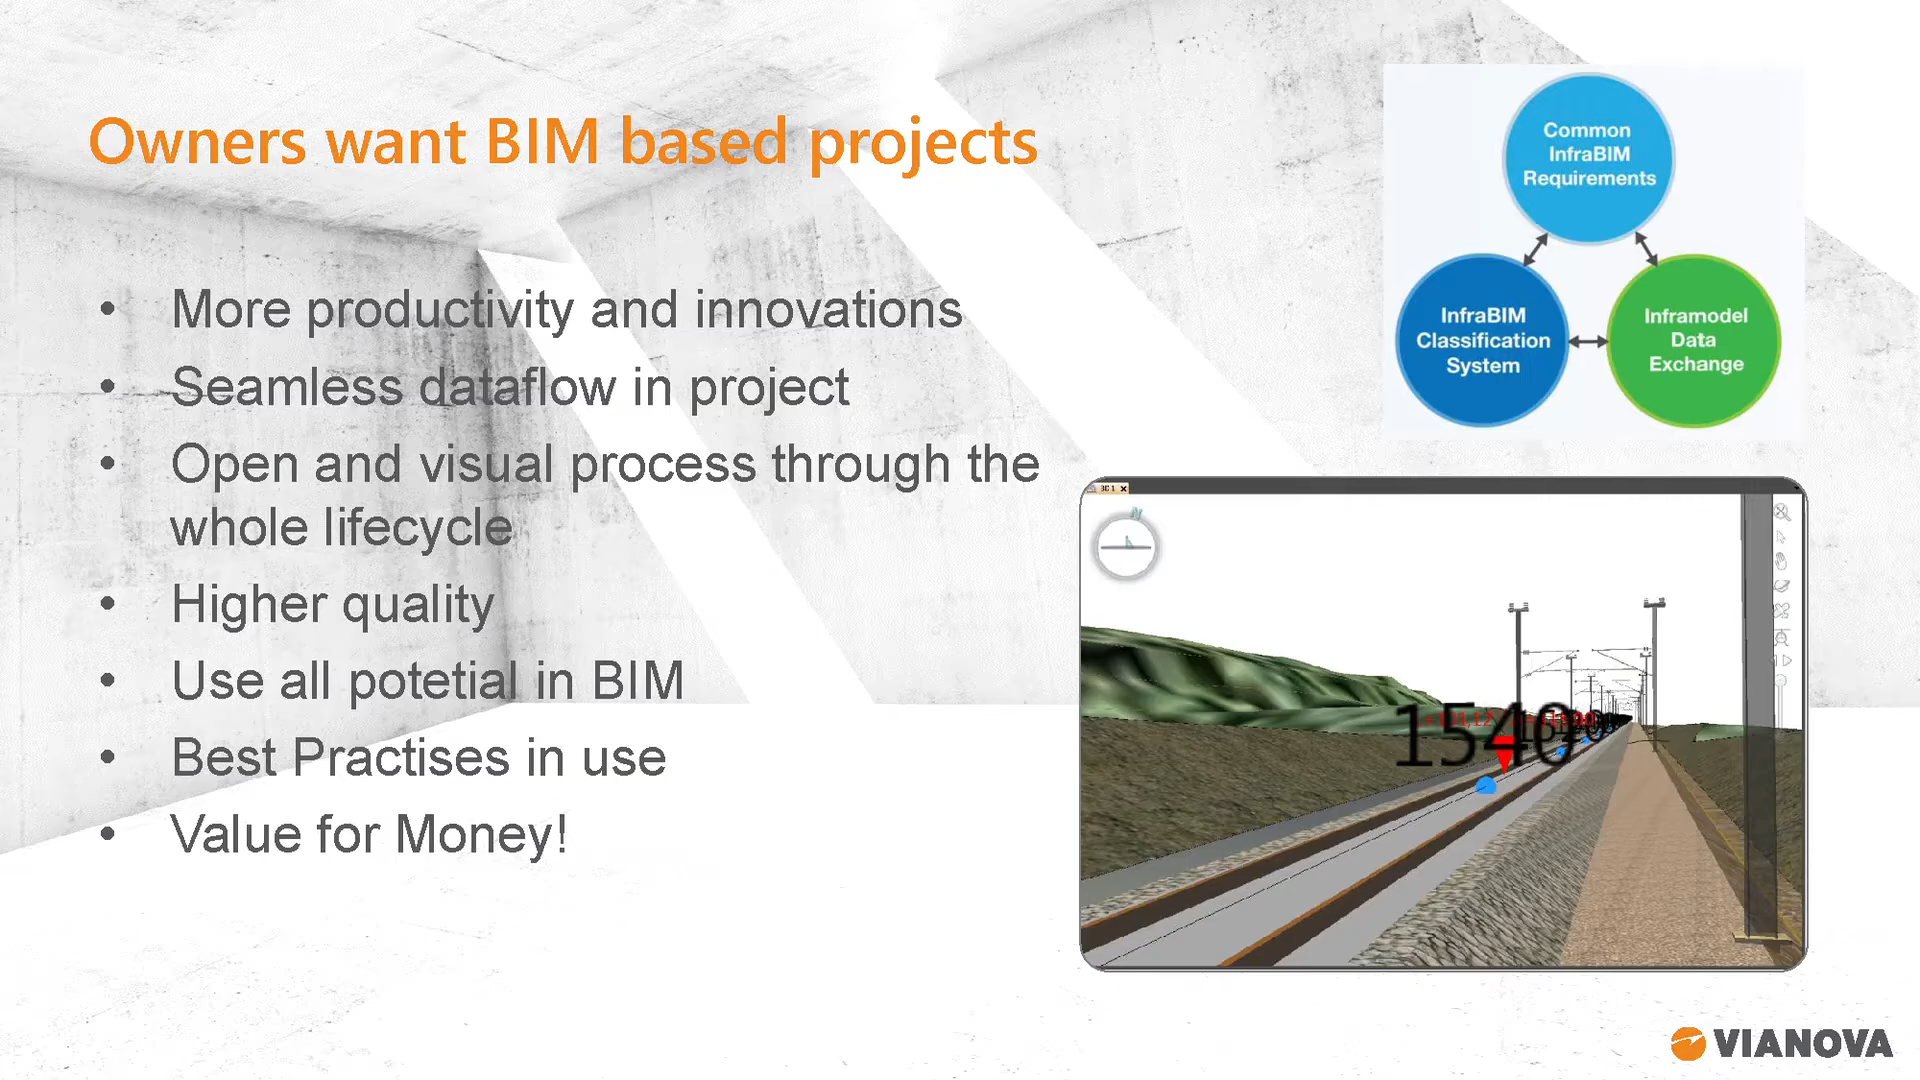 Owners want BIM based projects
• More productivity and innovations
• Seamless dataflow in project
• Open and visual process through the
whole lifecycle
• Higher quality
• Use all potetial in BIM
• Best Practises in use
• Value for Money!
Common
InfraBIM
Requirements
InfraBIM
Classification
System
Inframodel
Data
Exchange
N
1540
VIANOVA